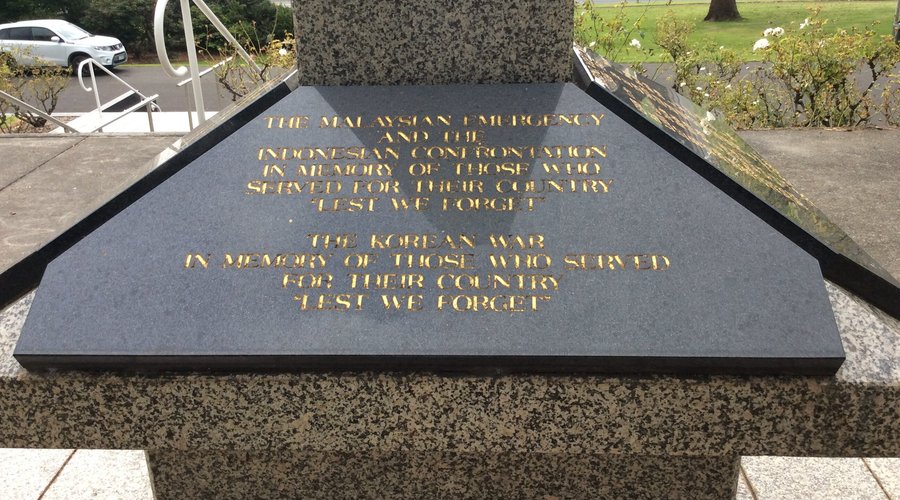 THE MALAYSIAN EMERGENCY
AND THE
INDONESIAN CONFRONTATION
IN MEMORY OF THOSE WHO
SERVED FOR THEIR COUNTRY
"LEST WE FORGET"
THE KOREAN WAR
IN MEMORY OF THOSE WHO SERVED
FOR THEIR COUNTRY
"LEST WE FORGET"